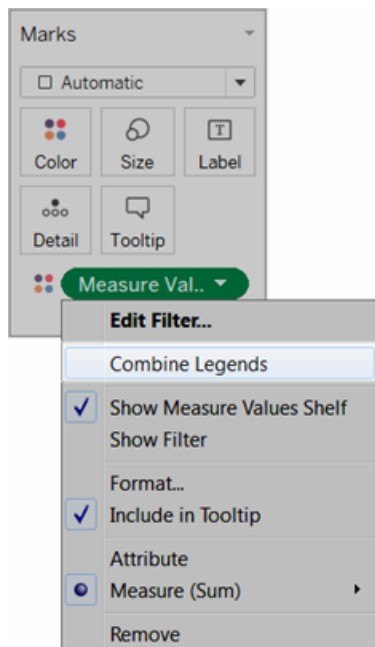 Marks
Automatic
Color Size Label
T
Detail Tooltip
Measure Val..
Edit Filter...
Combine Legends
Show Measure Values Shelf
Show Filter
Format...
Include in Tooltip
Attribute
Measure (Sum)
Remove